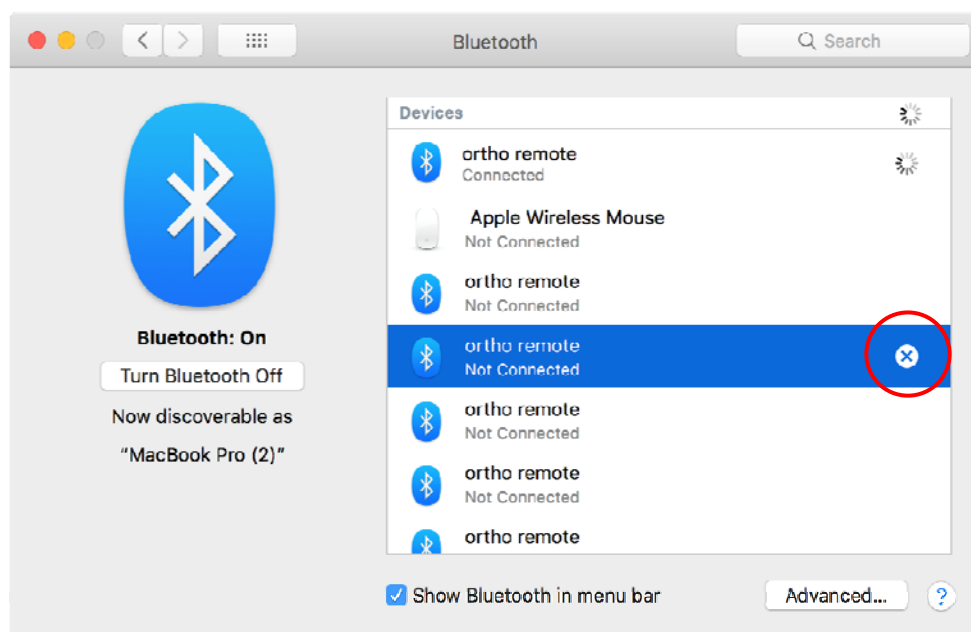 Bluetooth
Search
Devices
ortho remote
Connected
Apple Wireless Mouse
Not Connected
ortho remote
Not Connected
ortho remote
Not Connected
ortho remote
Not Connected
ortho remote
Not Connected
ortho remote
Bluetooth: On
Turn Bluetooth Off
Now discoverable as
“MacBook Pro (2)”
Show Bluetooth in menu bar
Advanced...
?